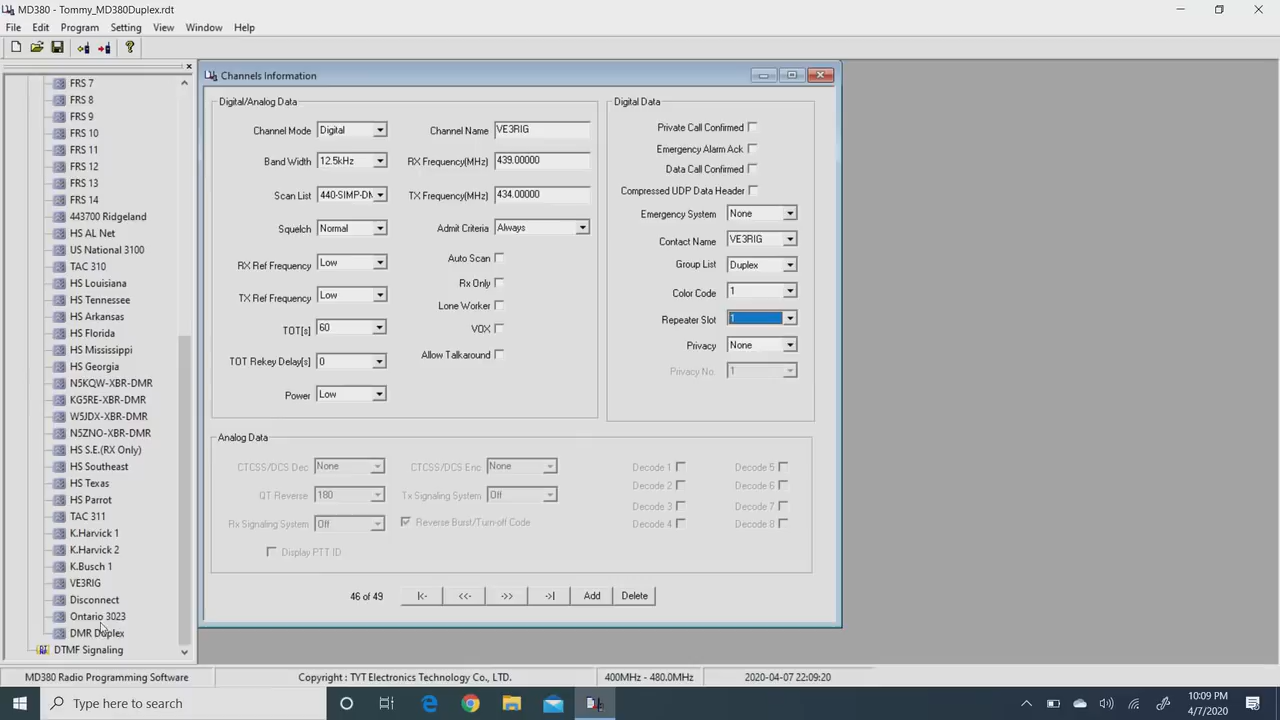 MD380 - Tommy_MD380Duplex.rdt
File Edit Program Setting View Window Help
FRS 7
FRS 8
FRS 9
FRS 10
FRS 11
FRS 12
FRS 13
FRS 14
443700 Ridgeland
HS AL Net
US National 3100
TAC 310
HS Louisiana
HS Tennessee
HS Arkansas
HS Florida
HS Mississippi
HS Georgia
N5KQW-XBR-DMR
KG5RE-XBR-DMR
W5JDX-XBR-DMR
N5ZNO-XBR-DMR
HS S.E.(RX Only)
HS Southeast
HS Texas
HS Parrot
TAC 311
K.Harvick 1
K.Harvick 2
K.Busch 1
VE3RIG
Disconnect
Ontario 3023
DMR Duplex
DTMF Signaling
Channels Information
Digital/Analog Data
Channel Mode Digital
Band Width 12.5kHz
Scan List 440-SIMP-DM
Squelch Normal
RX Ref Frequency Low
TX Ref Frequency Low
TOT[s] 60
TOT Rekey Delay[s] 0
Power Low
Channel Name VE3RIG
RX Frequency(MHz) 439.00000
TX Frequency(MHz) 434.00000
Admit Criteria Always
Auto Scan
Rx Only
Lone Worker
VOX
Allow Talkaround
Digital Data
Private Call Confirmed
Emergency Alarm Ack
Data Call Confirmed
Compressed UDP Data Header
Emergency System None
Contact Name VE3RIG
Group List Duplex
Color Code 1
Repeater Slot 1
Privacy None
Privacy No. 1
Analog Data
CTCSS/DCS Dec None
QT Reverse 180
Rx Signaling System Off
Display PTT ID
CTCSS/DCS Enc None
Tx Signaling System Off
Reverse Burst/Turn-off Code
Decode 1 Decode 5
Decode 2 Decode 6
Decode 3 Decode 7
Decode 4 Decode 8
46 of 49 |<- <<- ->> ->| Add Delete
MD380 Radio Programming Software Copyright : TYT Electronics Technology Co., LTD. 400MHz - 480.0MHz 2020-04-07 22:09:20
Type here to search
10:09 PM
4/7/2020